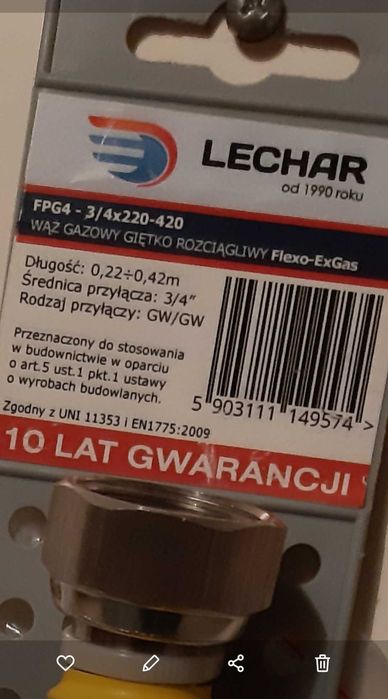 LECHAR
od 1990 roku
FPG4 - 3/4x220-420
WĄŻ GAZOWY GIĘTKO ROZCIĄGLIWY Flexo-ExGas
Długość: 0,22÷0,42m
Średnica przyłącza: 3/4"
Rodzaj przyłączy: GW/GW
Przeznaczony do stosowania
w budownictwie w oparciu
o art.5 ust.1 pkt.1 ustawy
o wyrobach budowlanych.
5 903111 149574 >
Zgodny z UNI 11353 i EN1775:2009
10 LAT GWARANCJI